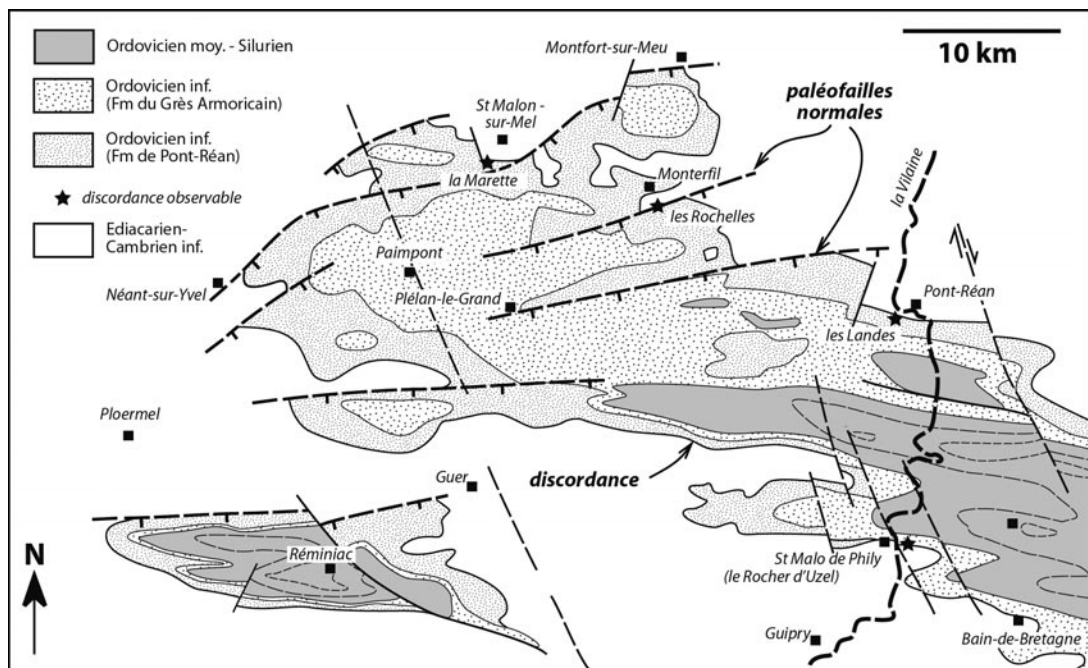 Ordovicien moy. - Silurien
Ordovicien inf.
(Fm du Grès Armoricain)
Ordovicien inf.
(Fm de Pont-Réan)
discordance observable
Ediacarien-
Cambrien inf.
Montfort-sur-Meu
10 km
St Malon -
sur-Mel
paléofailles
normales
la Marette
Monterfil
les Rochelles
la Vilaine
Paimpont
Néant-sur-Yvel
Plélan-le-Grand
Pont-Réan
les Landes
Ploermel
discordance
Guer
N
Réminiac
St Malo de Phily
(le Rocher d'Uzel)
Guipry
Bain-de-Bretagne